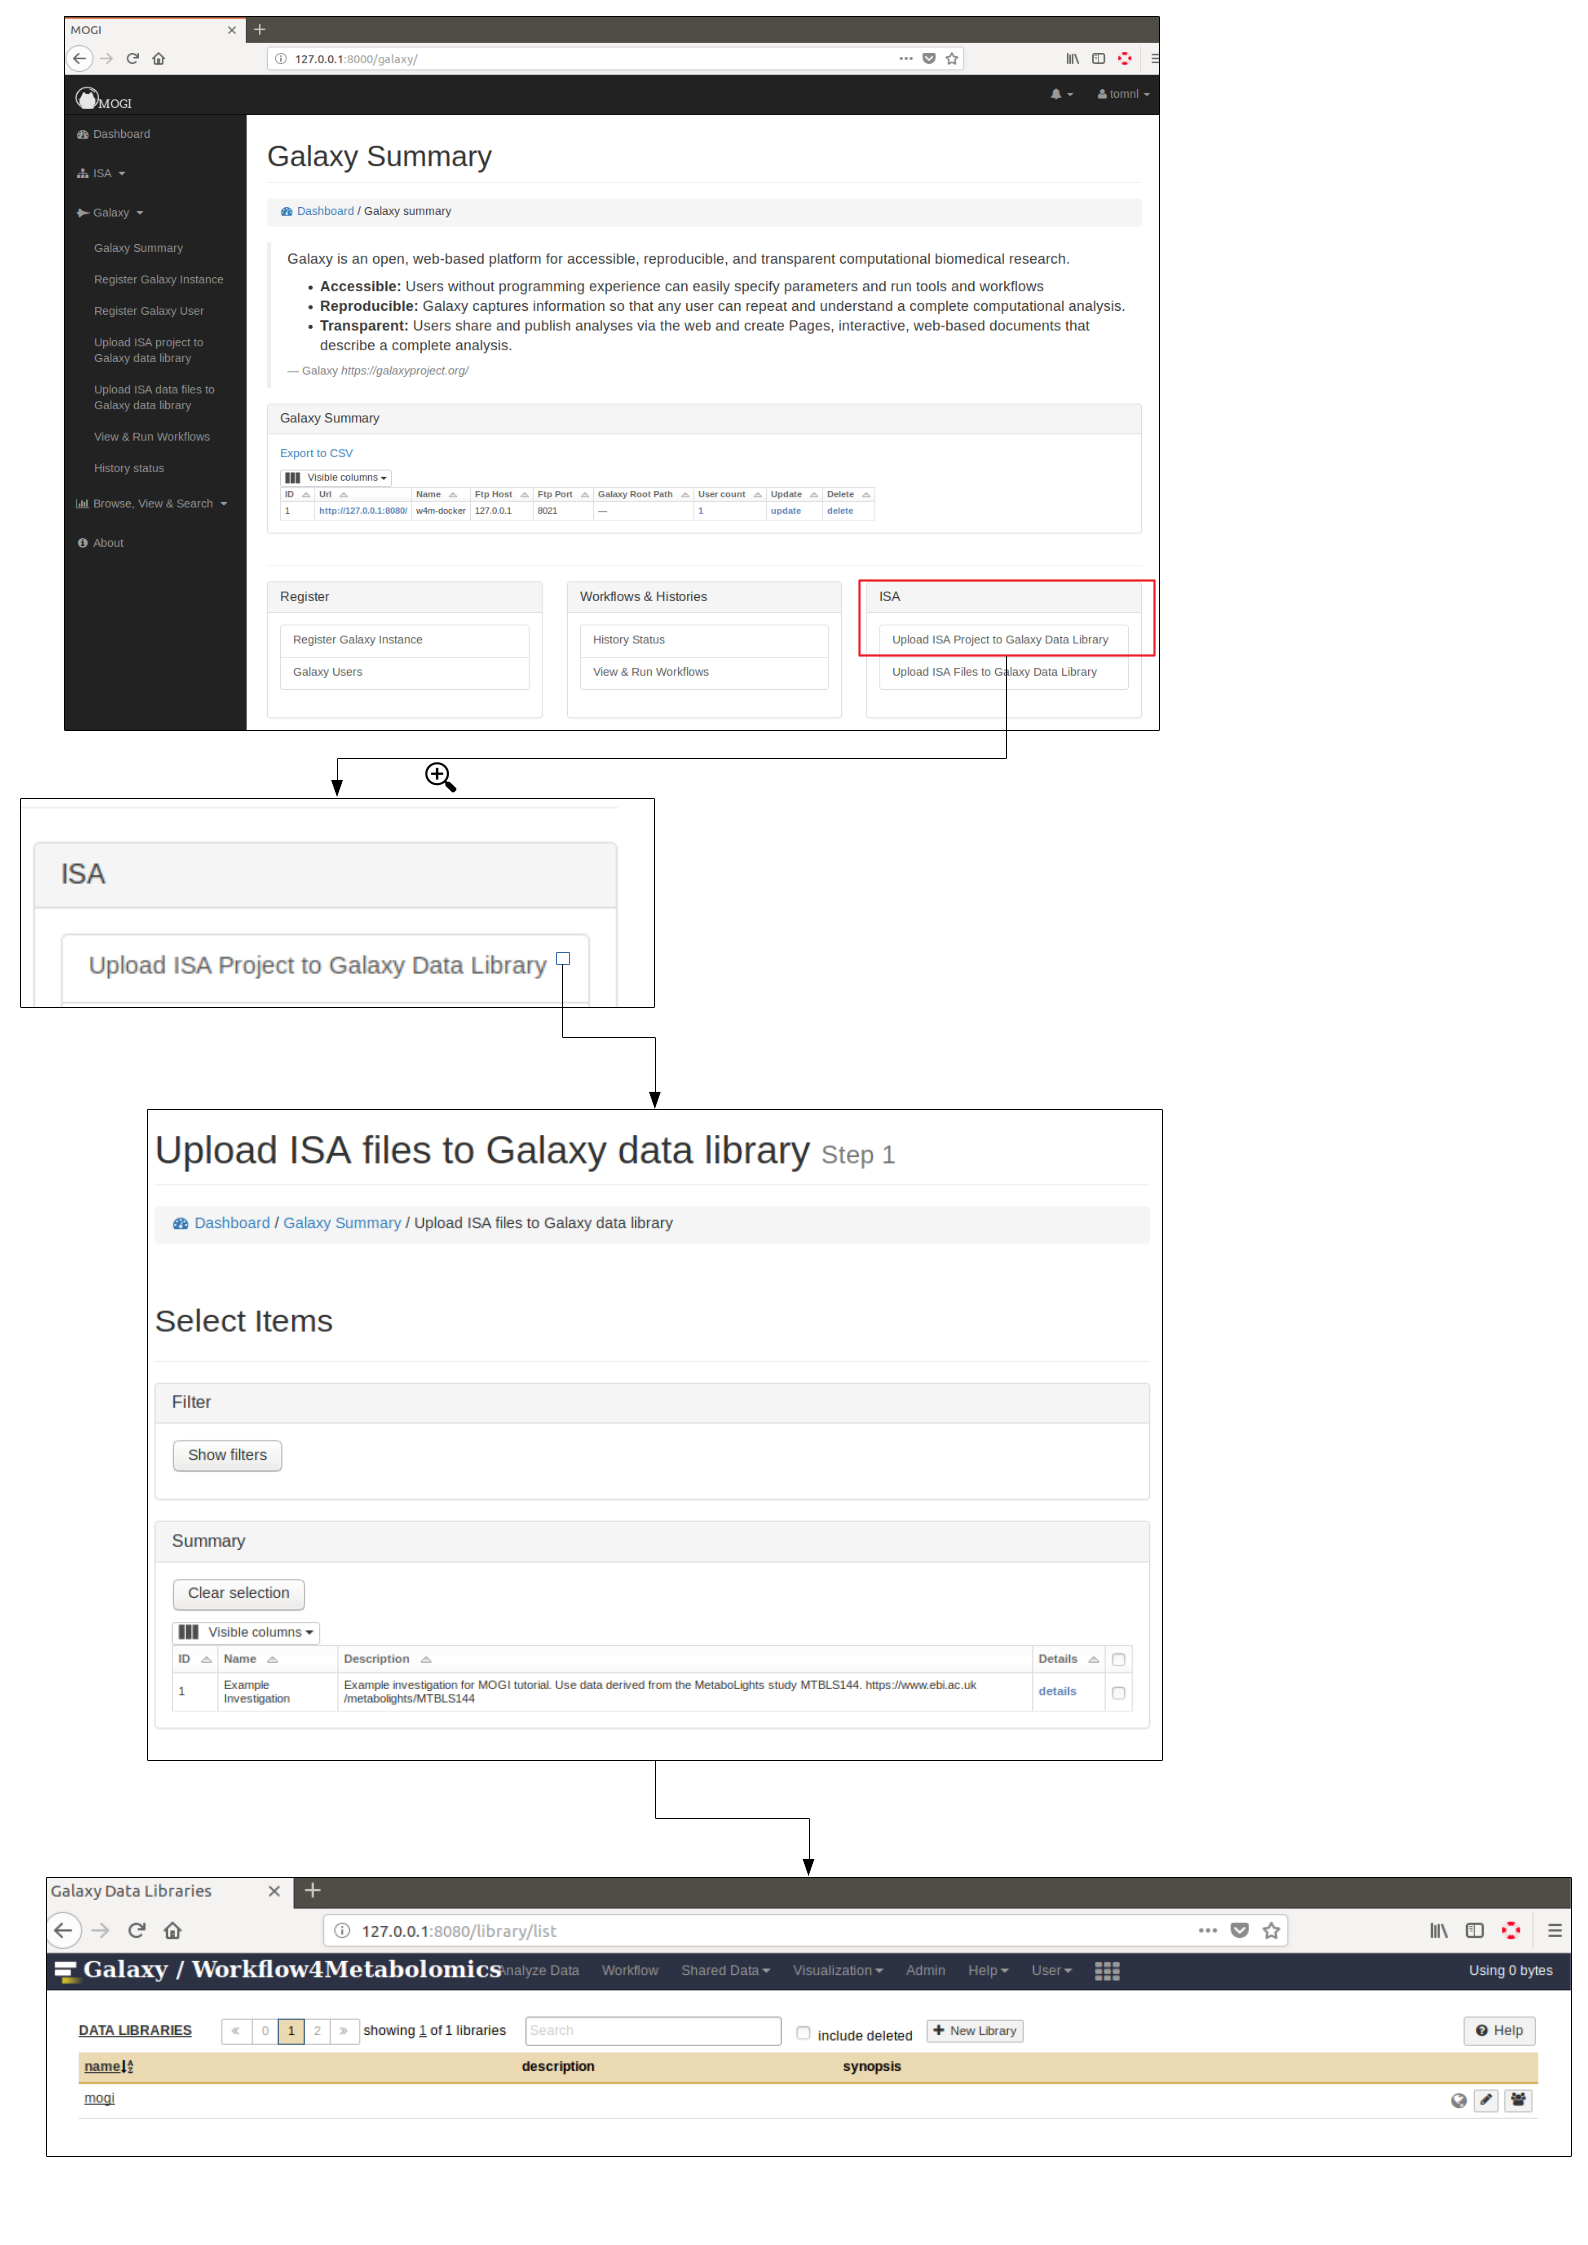 MOGI
127.0.0.1:8000/galaxy/
MOGI
tomnl
Dashboard
ISA
Galaxy
Galaxy Summary
Register Galaxy Instance
Register Galaxy User
Upload ISA project to
Galaxy data library
Upload ISA data files to
Galaxy data library
View & Run Workflows
History status
Browse, View & Search
About
Galaxy Summary
Dashboard / Galaxy summary
Galaxy is an open, web-based platform for accessible, reproducible, and transparent computational biomedical research.
• Accessible: Users without programming experience can easily specify parameters and run tools and workflows
• Reproducible: Galaxy captures information so that any user can repeat and understand a complete computational analysis.
• Transparent: Users share and publish analyses via the web and create Pages, interactive, web-based documents that
describe a complete analysis.
— Galaxy https://galaxyproject.org/
Galaxy Summary
Export to CSV
Visible columns
ID Url Name Ftp Host Ftp Port Galaxy Root Path User count Update Delete
1 http://127.0.0.1:8080/ w4m-docker 127.0.0.1 8021 — 1 update delete
Register
Register Galaxy Instance
Galaxy Users
Workflows & Histories
History Status
View & Run Workflows
ISA
Upload ISA Project to Galaxy Data Library
Upload ISA Files to Galaxy Data Library
ISA
Upload ISA Project to Galaxy Data Library
Upload ISA files to Galaxy data library Step 1
Dashboard / Galaxy Summary / Upload ISA files to Galaxy data library
Select Items
Filter
Show filters
Summary
Clear selection
Visible columns
ID Name Description Details
1 Example Investigation Example investigation for MOGI tutorial. Use data derived from the MetaboLights study MTBLS144. https://www.ebi.ac.uk
/metabolights/MTBLS144 details
Galaxy Data Libraries
127.0.0.1:8080/library/list
Galaxy / Workflow4Metabolomics Analyze Data Workflow Shared Data Visualization Admin Help User Using 0 bytes
DATA LIBRARIES « 0 1 2 » showing 1 of 1 libraries Search include deleted + New Library Help
name description synopsis
mogi